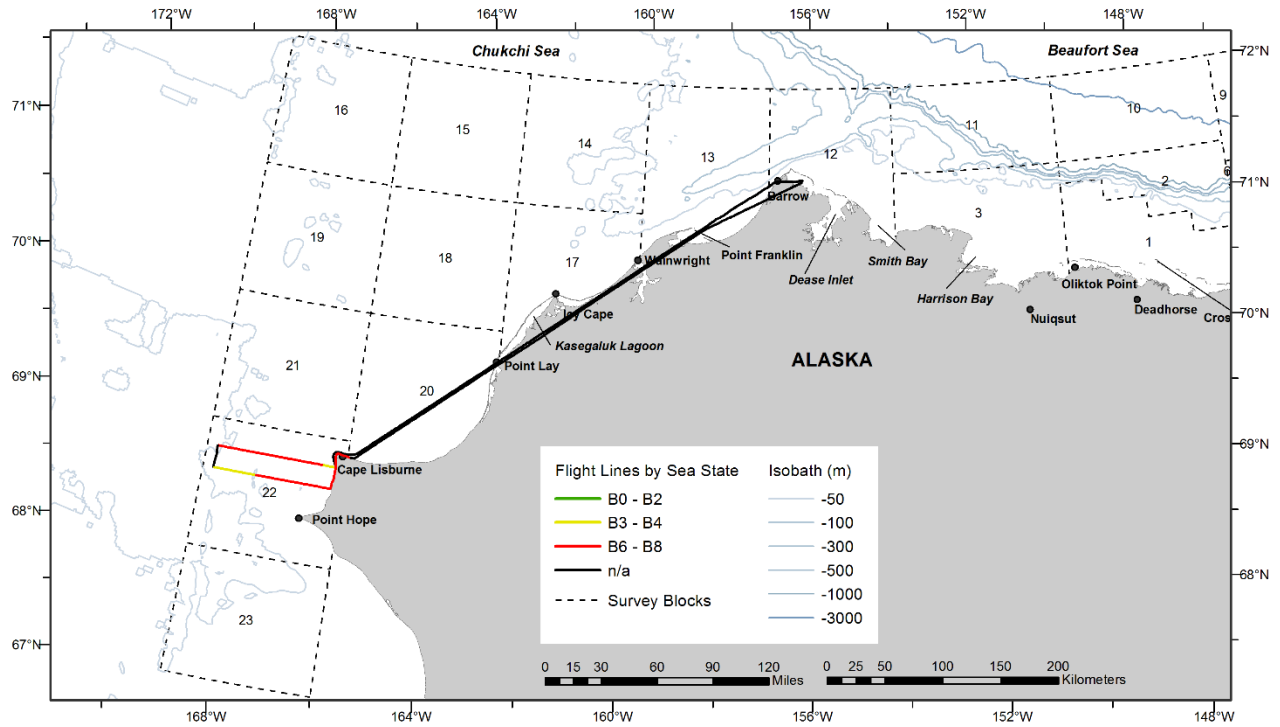 172°W 168°W 164°W 160°W 156°W 152°W 148°W
Chukchi Sea
Beaufort Sea
72°N
71°N
16
15
14
13
12
11
10
9
2
6
71°N
Barrow
3
70°N
19
18
17
Wainwright
Point Franklin
Dease Inlet
Smith Bay
Harrison Bay
1
Oliktok Point
Deadhorse
Nuiqsut
Cros
70°N
Icy Cape
Kasegaluk Lagoon
Point Lay
ALASKA
69°N
21
20
69°N
Cape Lisburne
22
68°N
Point Hope
68°N
23
67°N
Flight Lines by Sea State
B0 - B2
B3 - B4
B6 - B8
n/a
Survey Blocks
Isobath (m)
-50
-100
-300
-500
-1000
-3000
0 15 30 60 90 120
Miles
0 25 50 100 150 200
Kilometers
168°W 164°W 160°W 156°W 152°W 148°W